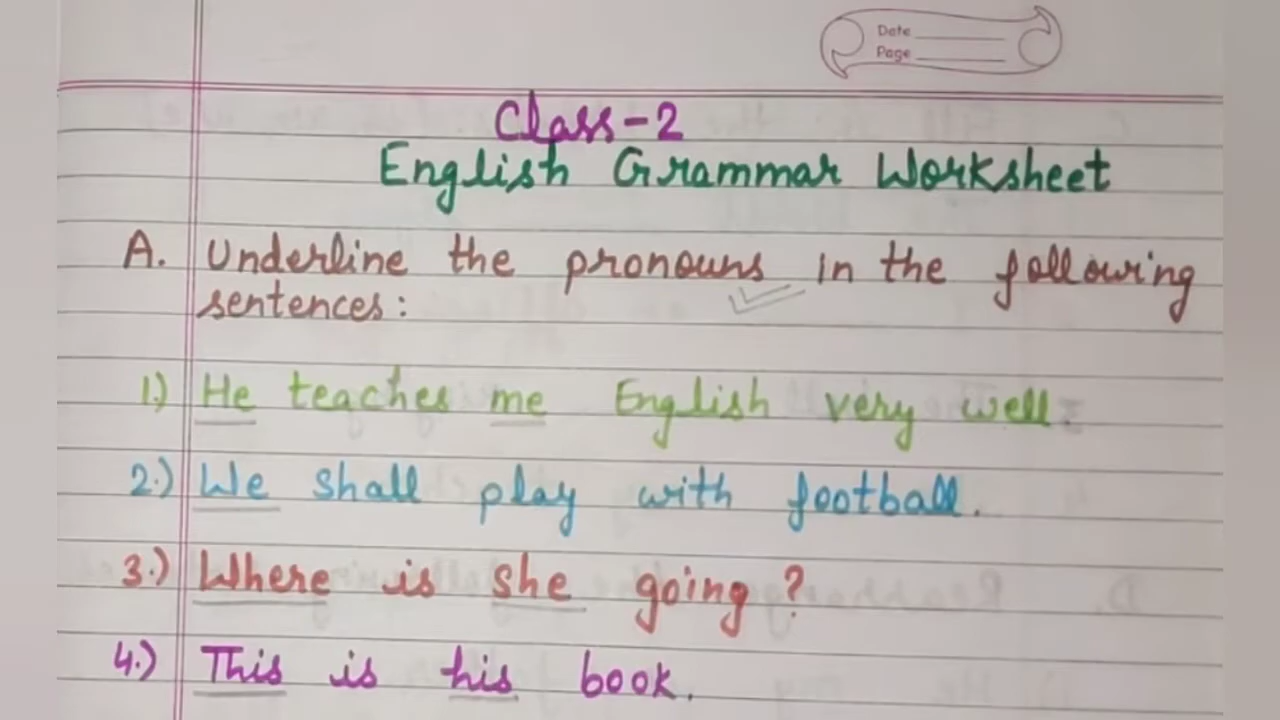 Date
Page
Class-2
English Grammar Worksheet
A. Underline the pronouns in the following
sentences:
1.) He teaches me English very well.
2.) We shall play with football.
3.) Where is she going?
4.) This is his book.